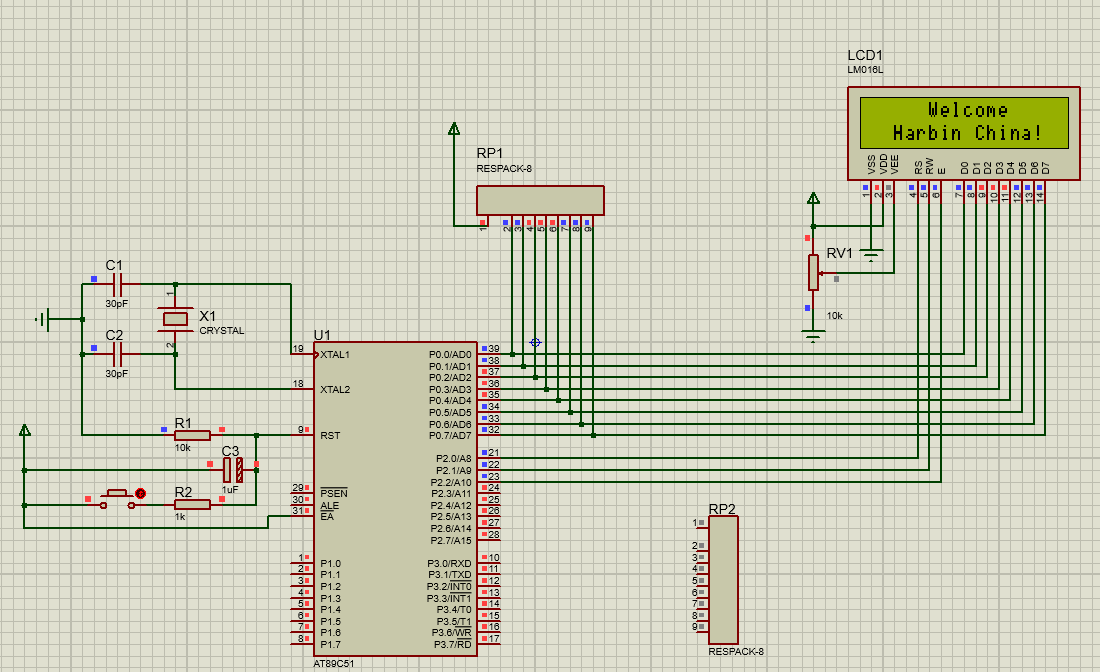 LCD1
LM016L
Welcome
Harbin China!
VSS VDD VEE RS RW E D0 D1 D2 D3 D4 D5 D6 D7
1 2 3 4 5 6 7 8 9 10 11 12 13 14
RP1
RESPACK-8
1 2 3 4 5 6 7 8 9
RV1
10k
C1
30pF
X1
CRYSTAL
1
2
C2
30pF
R1
10k
C3
1uF
R2
1k
U1
19 XTAL1
18 XTAL2
9 RST
29 PSEN
30 ALE
31 EA
1 P1.0
2 P1.1
3 P1.2
4 P1.3
5 P1.4
6 P1.5
7 P1.6
8 P1.7
P0.0/AD0 39
P0.1/AD1 38
P0.2/AD2 37
P0.3/AD3 36
P0.4/AD4 35
P0.5/AD5 34
P0.6/AD6 33
P0.7/AD7 32
P2.0/A8 21
P2.1/A9 22
P2.2/A10 23
P2.3/A11 24
P2.4/A12 25
P2.5/A13 26
P2.6/A14 27
P2.7/A15 28
P3.0/RXD 10
P3.1/TXD 11
P3.2/INT0 12
P3.3/INT1 13
P3.4/T0 14
P3.5/T1 15
P3.6/WR 16
P3.7/RD 17
AT89C51
RP2
1
2
3
4
5
6
7
8
9
RESPACK-8